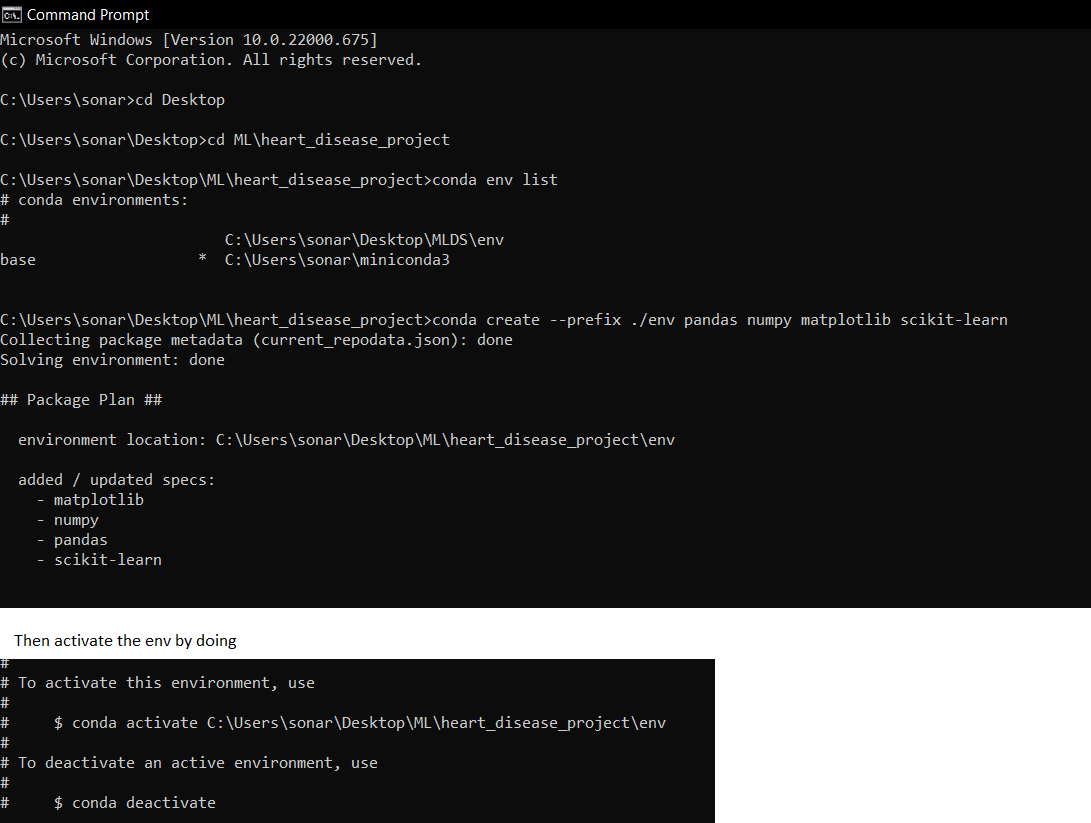 Command Prompt
Microsoft Windows [Version 10.0.22000.675]
(c) Microsoft Corporation. All rights reserved.
C:\Users\sonar>cd Desktop
C:\Users\sonar\Desktop>cd ML\heart_disease_project
C:\Users\sonar\Desktop\ML\heart_disease_project>conda env list
# conda environments:
#
C:\Users\sonar\Desktop\MLDS\env
base                  *  C:\Users\sonar\miniconda3
C:\Users\sonar\Desktop\ML\heart_disease_project>conda create --prefix ./env pandas numpy matplotlib scikit-learn
Collecting package metadata (current_repodata.json): done
Solving environment: done
## Package Plan ##
environment location: C:\Users\sonar\Desktop\ML\heart_disease_project\env
added / updated specs:
- matplotlib
- numpy
- pandas
- scikit-learn
Then activate the env by doing
#
# To activate this environment, use
#
#     $ conda activate C:\Users\sonar\Desktop\ML\heart_disease_project\env
#
# To deactivate an active environment, use
#
#     $ conda deactivate